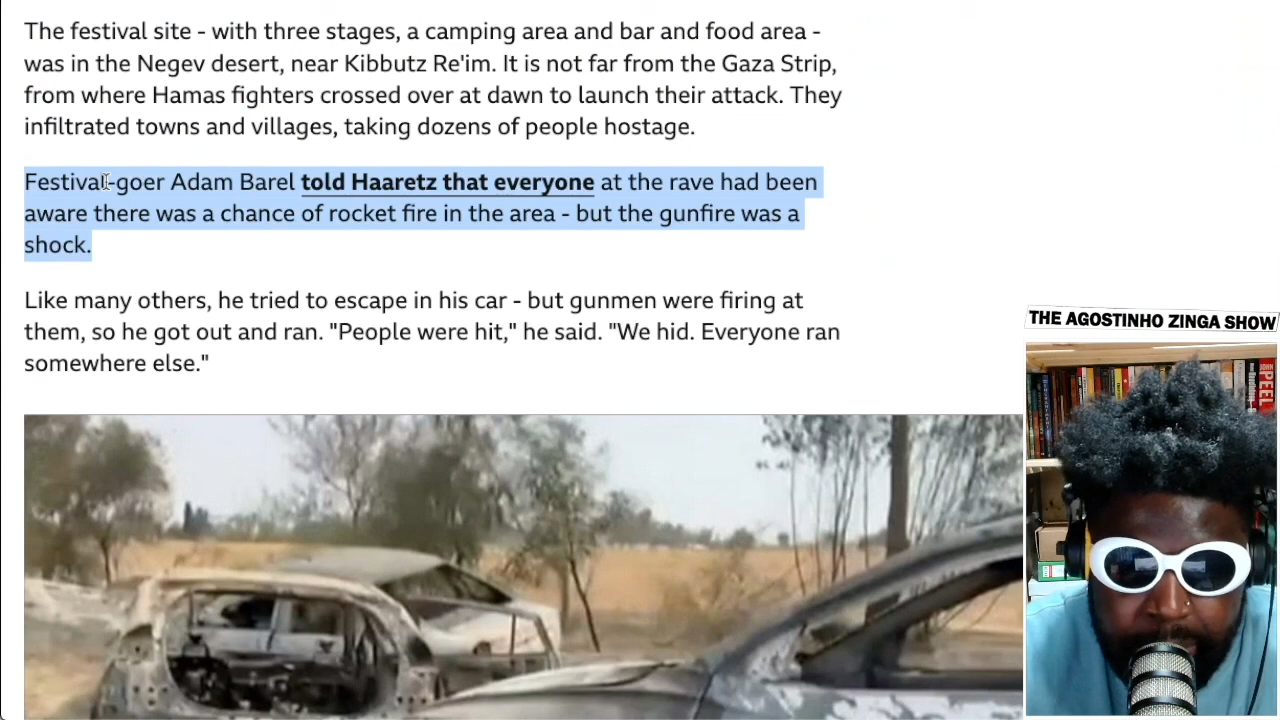 The festival site - with three stages, a camping area and bar and food area -
was in the Negev desert, near Kibbutz Re'im. It is not far from the Gaza Strip,
from where Hamas fighters crossed over at dawn to launch their attack. They
infiltrated towns and villages, taking dozens of people hostage.
Festival-goer Adam Barel told Haaretz that everyone at the rave had been
aware there was a chance of rocket fire in the area - but the gunfire was a
shock.
Like many others, he tried to escape in his car - but gunmen were firing at
them, so he got out and ran. "People were hit," he said. "We hid. Everyone ran
somewhere else."
THE AGOSTINHO ZINGA SHOW
PEEL